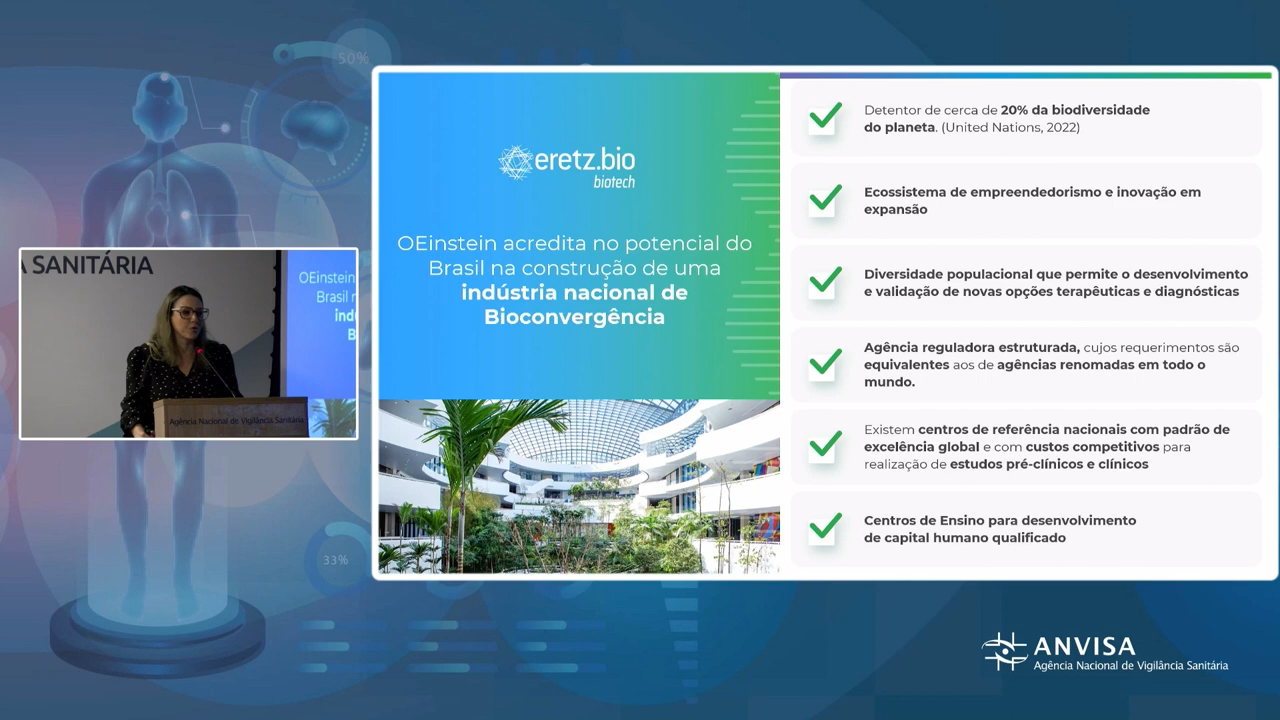 50%
33%
A SANITÁRIA
OEinstein
Brasil
Agência Nacional de Vigilância Sanitária
eretz.bio
biotech
OEinstein acredita no potencial do
Brasil na construção de uma
indústria nacional de
Bioconvergência
Detentor de cerca de 20% da biodiversidade
do planeta. (United Nations, 2022)
Ecossistema de empreendedorismo e inovação em
expansão
Diversidade populacional que permite o desenvolvimento
e validação de novas opções terapêuticas e diagnósticas
Agência reguladora estruturada, cujos requerimentos são
equivalentes aos de agências renomadas em todo o
mundo.
Existem centros de referência nacionais com padrão de
excelência global e com custos competitivos para
realização de estudos pré-clínicos e clínicos
Centros de Ensino para desenvolvimento
de capital humano qualificado
ANVISA
Agência Nacional de Vigilância Sanitária